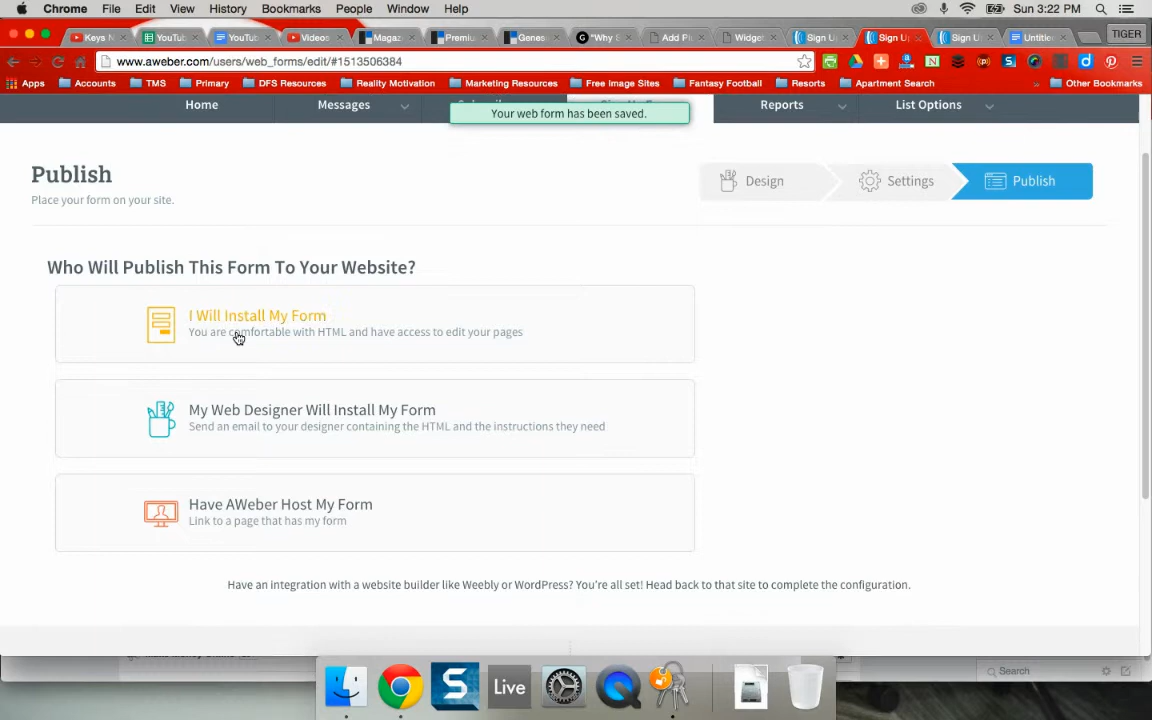 Chrome File Edit View History Bookmarks People Window Help Sun 3:22 PM
Keys N YouTub YouTub Videos Magaz Premiu Genes "Why G Add Pl Widget Sign U Sign Up Sign U Untitle TIGER
www.aweber.com/users/web_forms/edit/#1513506384
Apps Accounts TMS Primary DFS Resources Reality Motivation Marketing Resources Free Image Sites Fantasy Football Resorts Apartment Search » Other Bookmarks
Home Messages Reports List Options
Your web form has been saved.
Publish
Place your form on your site.
Design Settings Publish
Who Will Publish This Form To Your Website?
I Will Install My Form
You are comfortable with HTML and have access to edit your pages
My Web Designer Will Install My Form
Send an email to your designer containing the HTML and the instructions they need
Have AWeber Host My Form
Link to a page that has my form
Have an integration with a website builder like Weebly or WordPress? You're all set! Head back to that site to complete the configuration.
Search
Live